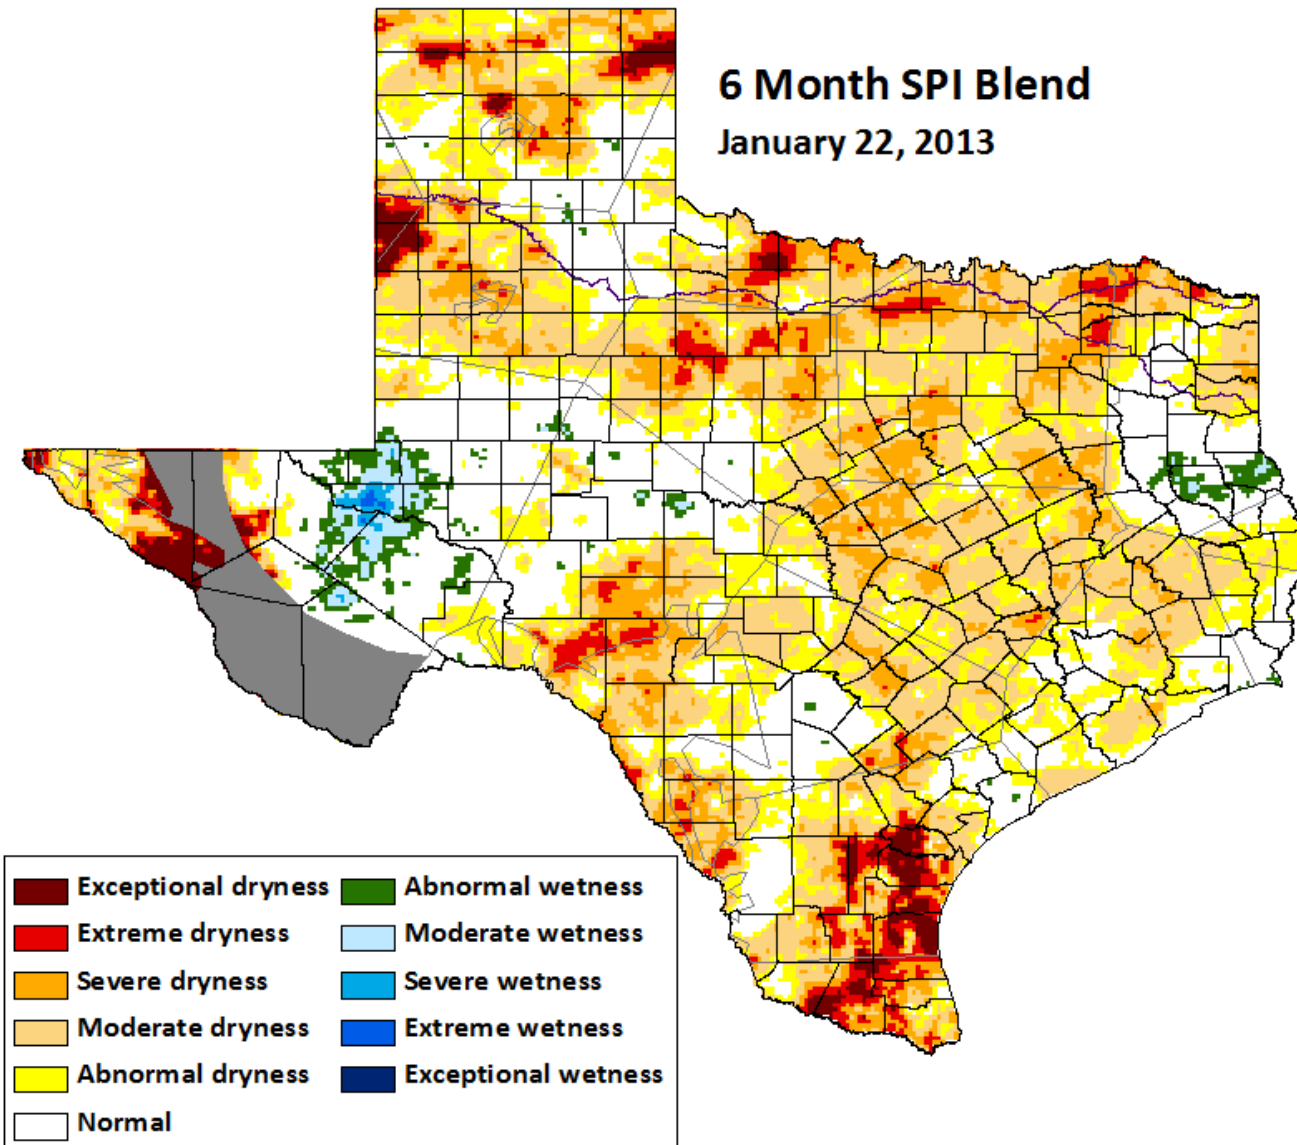 6 Month SPI Blend
January 22, 2013
Exceptional dryness
Extreme dryness
Severe dryness
Moderate dryness
Abnormal dryness
Normal
Abnormal wetness
Moderate wetness
Severe wetness
Extreme wetness
Exceptional wetness